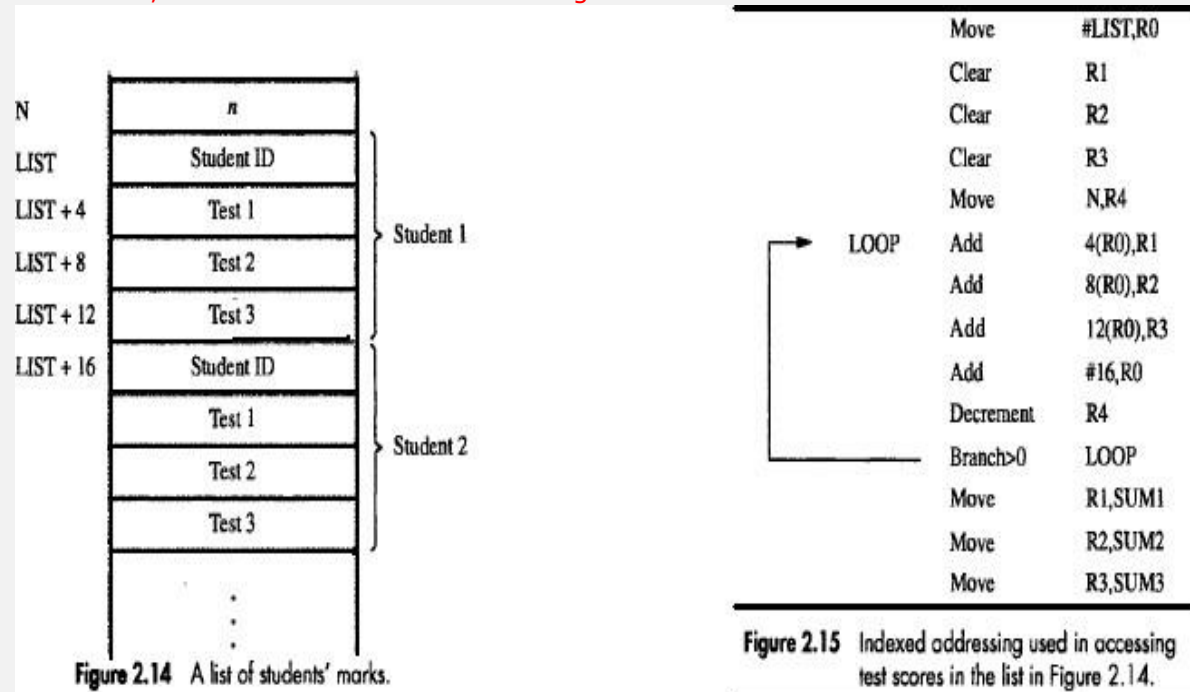 N
n
LIST
Student ID
LIST + 4
Test 1
LIST + 8
Test 2
LIST + 12
Test 3
Student 1
LIST + 16
Student ID
Test 1
Test 2
Test 3
Student 2
Figure 2.14 A list of students' marks.
Move #LIST,R0
Clear R1
Clear R2
Clear R3
Move N,R4
LOOP Add 4(R0),R1
Add 8(R0),R2
Add 12(R0),R3
Add #16,R0
Decrement R4
Branch>0 LOOP
Move R1,SUM1
Move R2,SUM2
Move R3,SUM3
Figure 2.15 Indexed addressing used in accessing
test scores in the list in Figure 2.14.